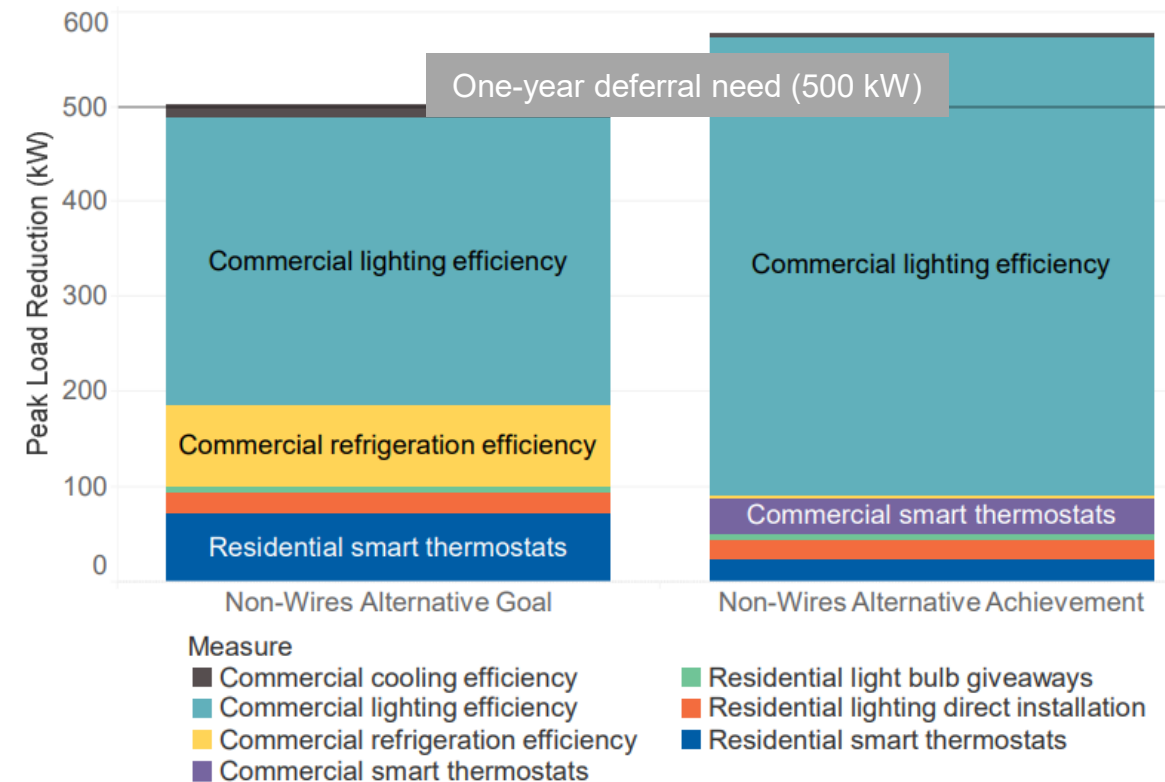 600
One-year deferral need (500 kW)
500
400
300
200
100
0
Peak Load Reduction (kW)
Commercial lighting efficiency
Commercial refrigeration efficiency
Residential smart thermostats
Commercial lighting efficiency
Commercial smart thermostats
Non-Wires Alternative Goal
Non-Wires Alternative Achievement
Measure
Commercial cooling efficiency
Commercial lighting efficiency
Commercial refrigeration efficiency
Commercial smart thermostats
Residential light bulb giveaways
Residential lighting direct installation
Residential smart thermostats